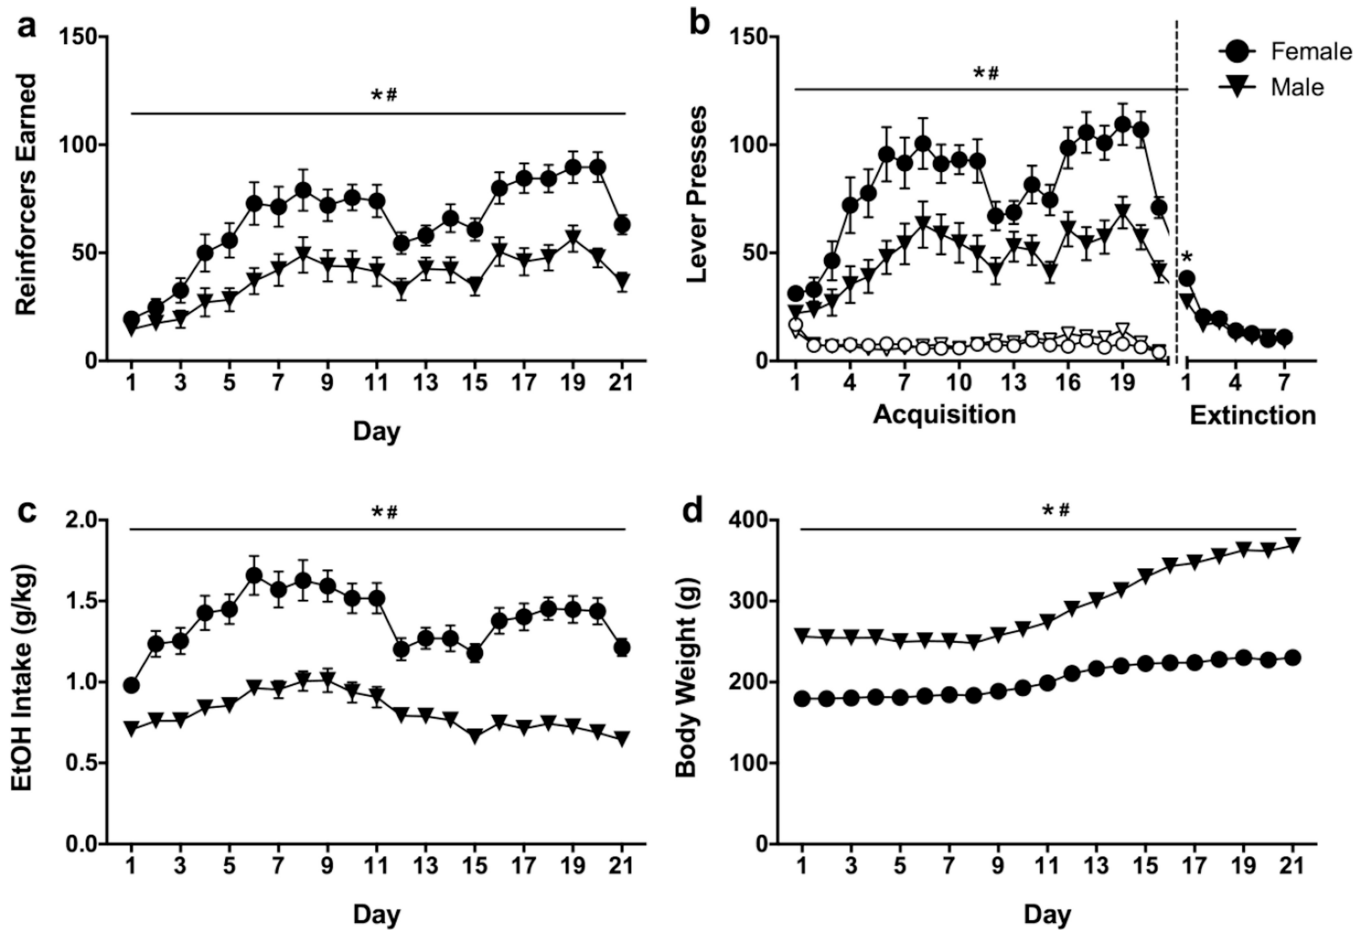 a
150
100
50
0
Reinforcers Earned
*#
1 3 5 7 9 11 13 15 17 19 21
Day
b
150
100
50
0
Lever Presses
*#
*
Female
Male
1 4 7 10 13 16 19 1 4 7
Acquisition Extinction
c
2.0
1.5
1.0
0.5
0.0
EtOH Intake (g/kg)
*#
1 3 5 7 9 11 13 15 17 19 21
Day
d
400
300
200
100
0
Body Weight (g)
*#
1 3 5 7 9 11 13 15 17 19 21
Day